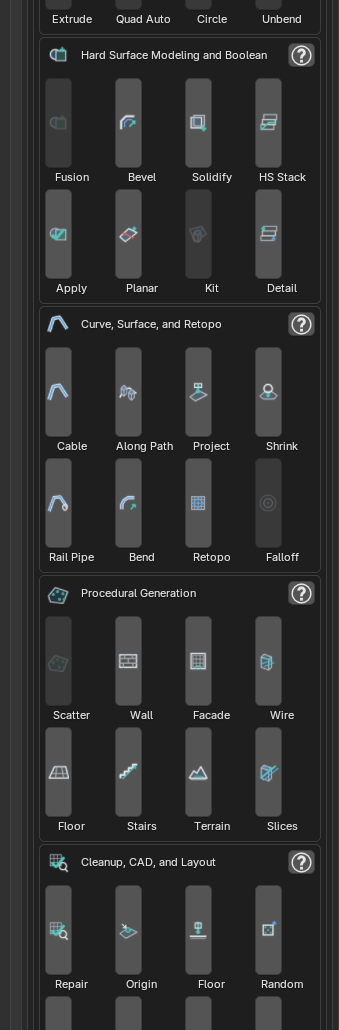 Extrude Quad Auto Circle Unbend
Hard Surface Modeling and Boolean ?
Fusion Bevel Solidify HS Stack
Apply Planar Kit Detail
Curve, Surface, and Retopo ?
Cable Along Path Project Shrink
Rail Pipe Bend Retopo Falloff
Procedural Generation ?
Scatter Wall Facade Wire
Floor Stairs Terrain Slices
Cleanup, CAD, and Layout ?
Repair Origin Floor Random